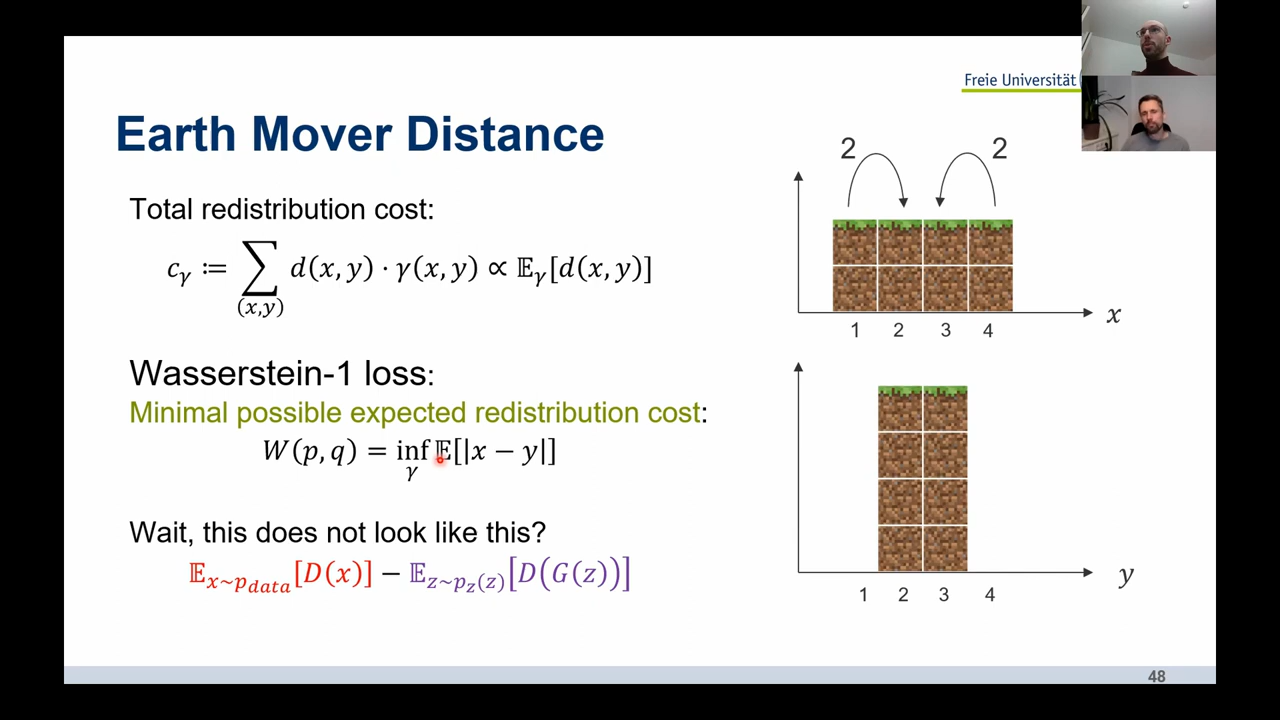 Freie Universität
Earth Mover Distance
Total redistribution cost:
c_γ ≔ ∑_(x,y) d(x, y) · γ(x, y) ∝ 𝔼_γ[d(x, y)]
Wasserstein-1 loss:
Minimal possible expected redistribution cost:
W(p, q) = inf_γ 𝔼[|x − y|]
Wait, this does not look like this?
𝔼_x~p_data[D(x)] − 𝔼_z~p_z(z)[D(G(z))]
2 2
x
1 2 3 4
y
1 2 3 4
48